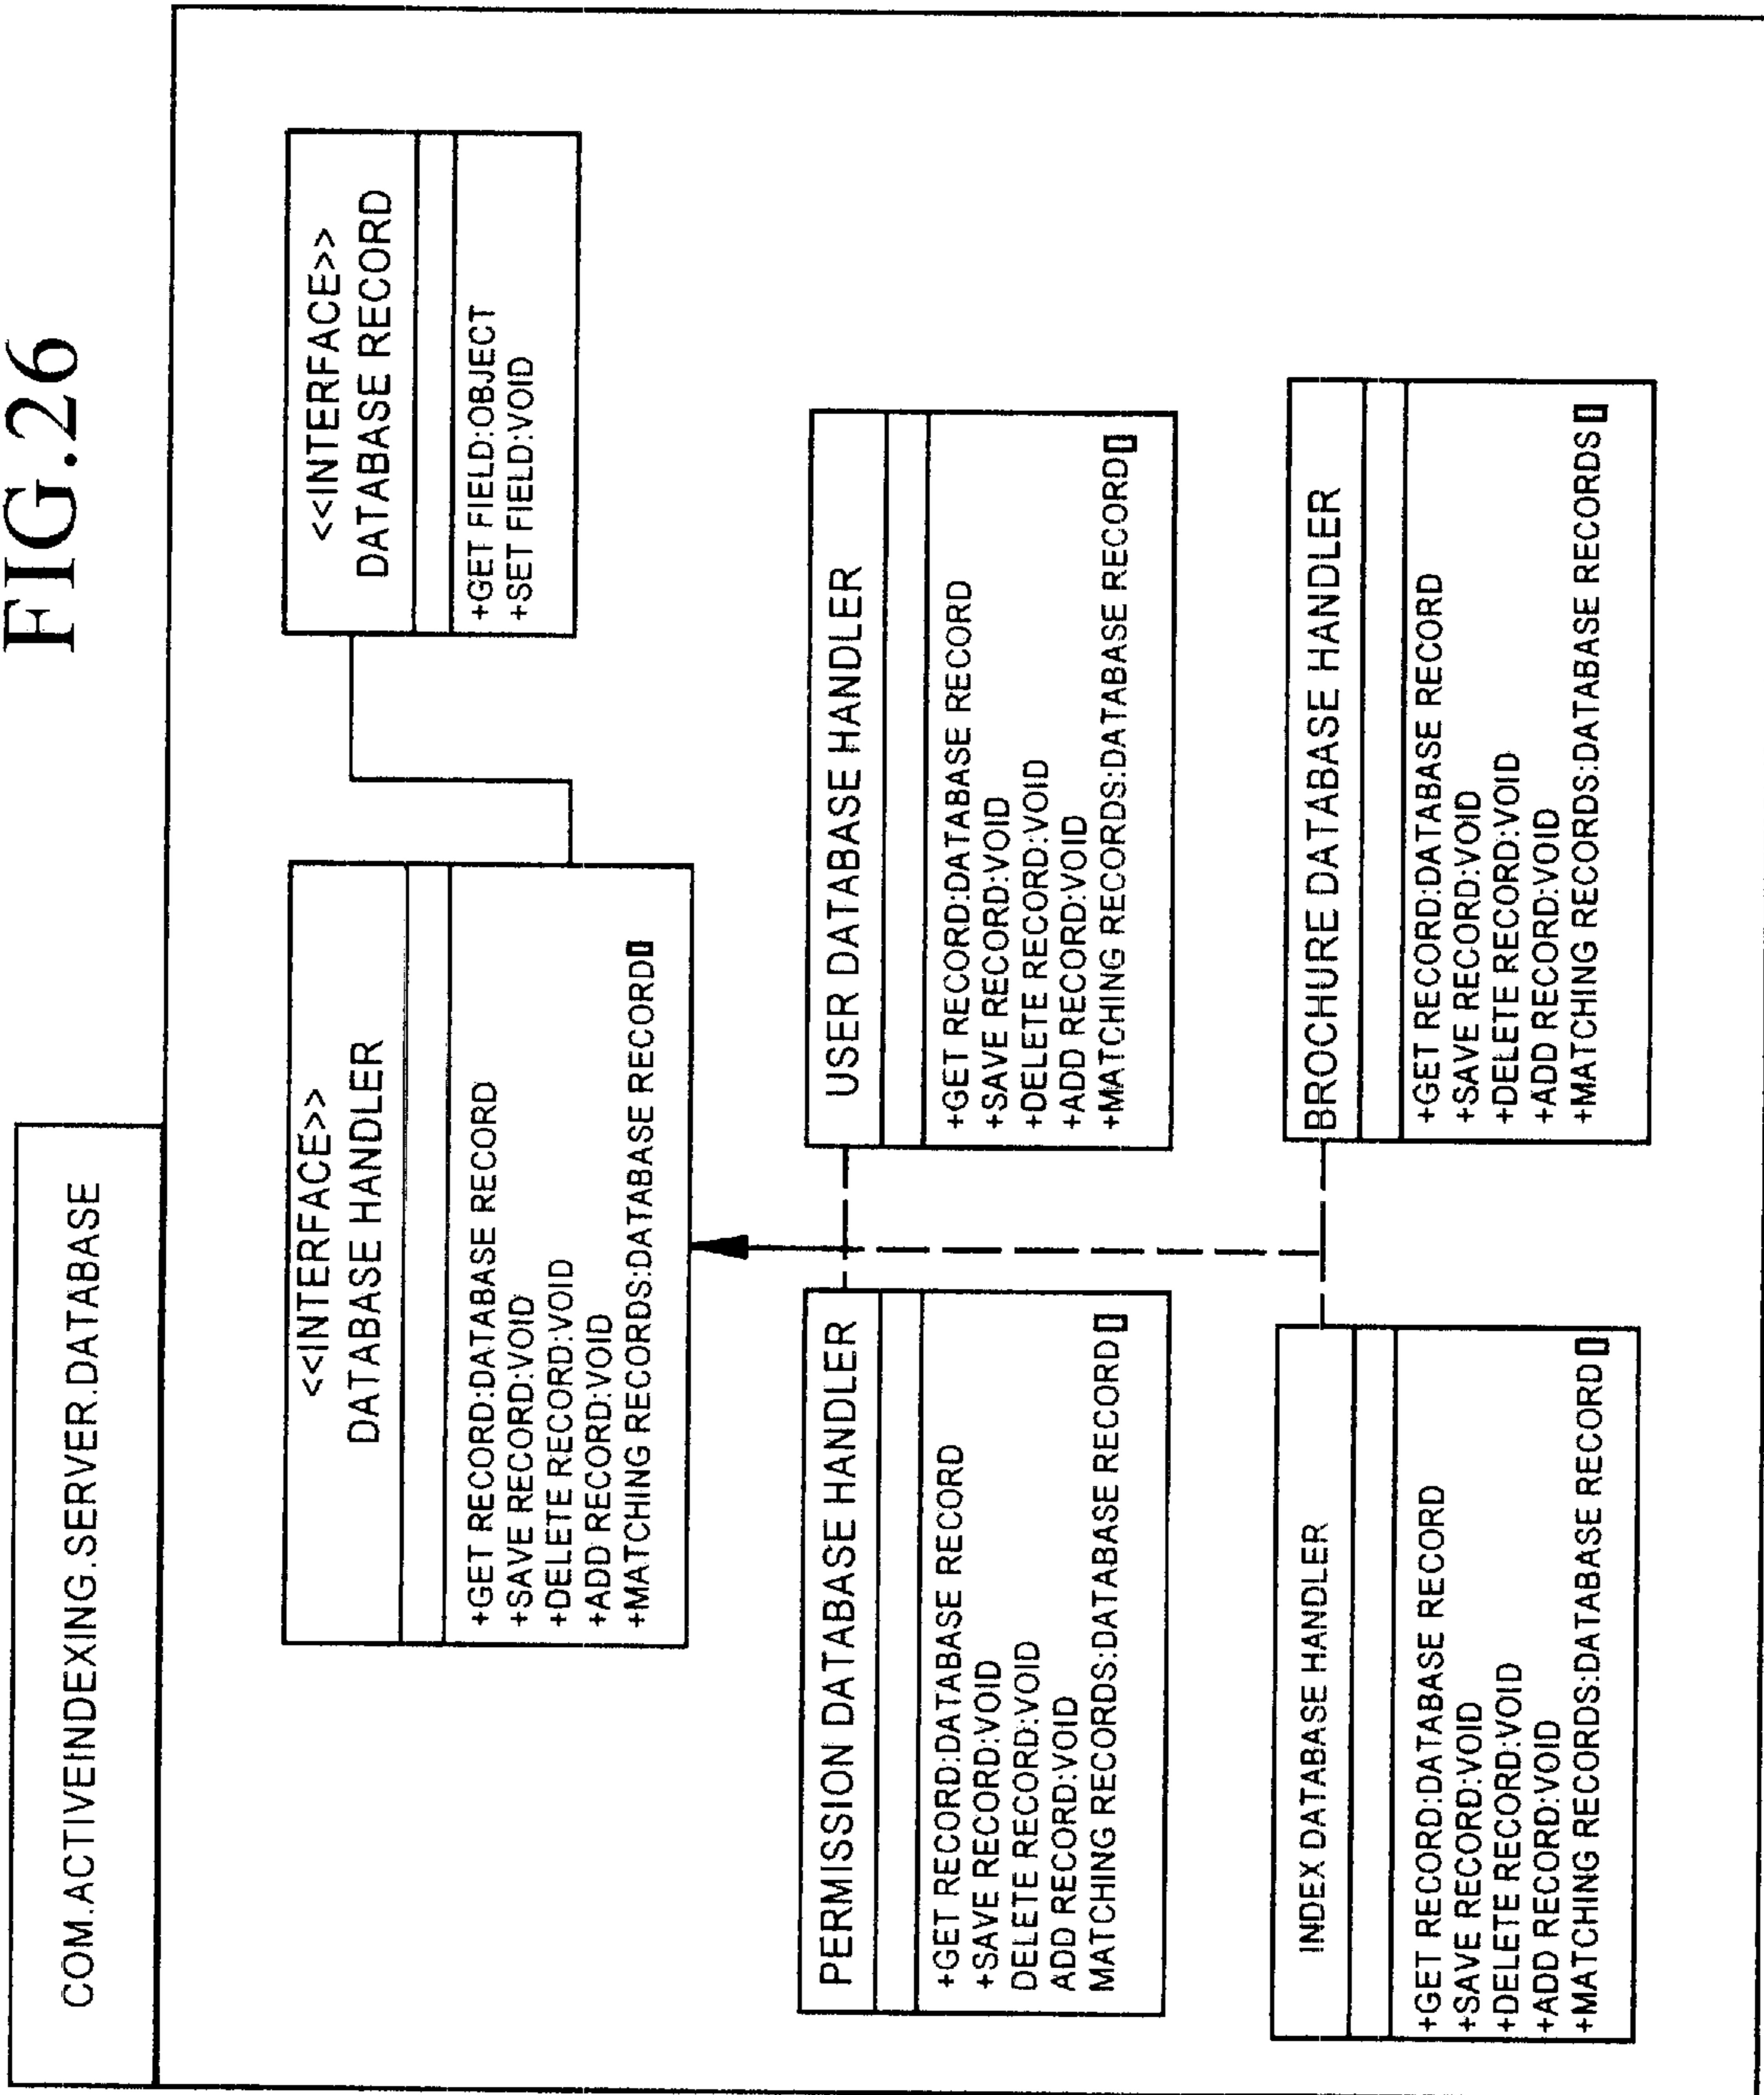 FIG.26
COM.ACTIVEINDEXING.SERVER.DATABASE
<<INTERFACE>>
DATABASE HANDLER
+GET RECORD:DATABASE RECORD
+SAVE RECORD:VOID
+DELETE RECORD:VOID
+ADD RECORD:VOID
+MATCHING RECORDS:DATABASE RECORD[]
<<INTERFACE>>
DATABASE RECORD
+GET FIELD:OBJECT
+SET FIELD:VOID
PERMISSION DATABASE HANDLER
+GET RECORD:DATABASE RECORD
+SAVE RECORD:VOID
DELETE RECORD:VOID
ADD RECORD:VOID
MATCHING RECORDS:DATABASE RECORD[]
USER DATABASE HANDLER
+GET RECORD:DATABASE RECORD
+SAVE RECORD:VOID
+DELETE RECORD:VOID
+ADD RECORD:VOID
+MATCHING RECORDS:DATABASE RECORD[]
INDEX DATABASE HANDLER
+GET RECORD:DATABASE RECORD
+SAVE RECORD:VOID
+DELETE RECORD:VOID
+ADD RECORD:VOID
+MATCHING RECORDS:DATABASE RECORD[]
BROCHURE DATABASE HANDLER
+GET RECORD:DATABASE RECORD
+SAVE RECORD:VOID
+DELETE RECORD:VOID
+ADD RECORD:VOID
+MATCHING RECORDS:DATABASE RECORDS[]